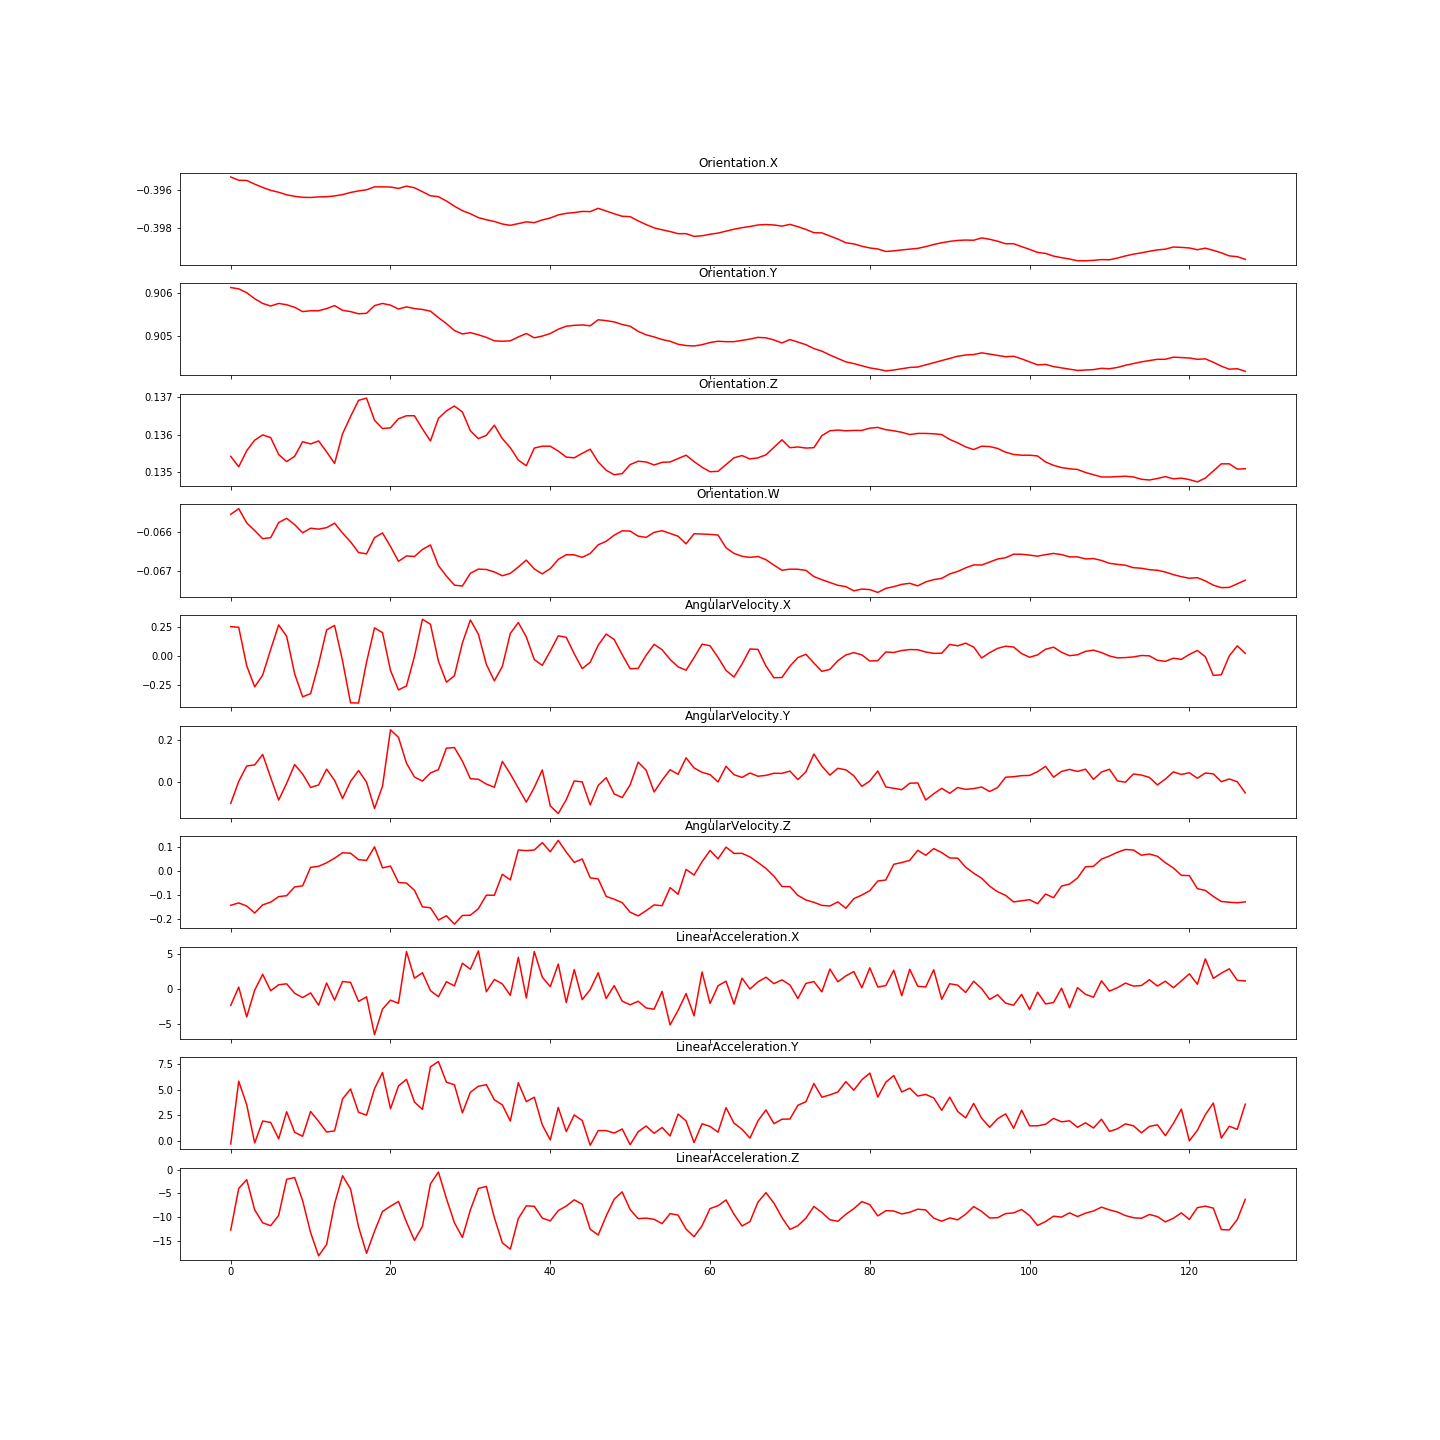 Orientation.X
−0.396
−0.398
Orientation.Y
0.906
0.905
Orientation.Z
0.137
0.136
0.135
Orientation.W
−0.066
−0.067
AngularVelocity.X
0.25
0.00
−0.25
AngularVelocity.Y
0.2
0.0
AngularVelocity.Z
0.1
0.0
−0.1
−0.2
LinearAcceleration.X
5
0
−5
LinearAcceleration.Y
7.5
5.0
2.5
0.0
LinearAcceleration.Z
0
−5
−10
−15
0 20 40 60 80 100 120